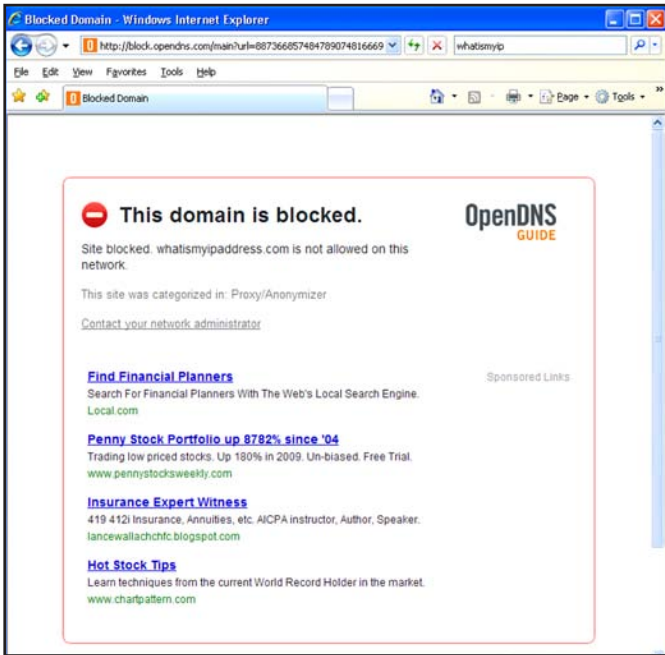 Blocked Domain - Windows Internet Explorer
http://block.opendns.com/main?url=887366857484789074816669
whatismyip
File Edit View Favorites Tools Help
Blocked Domain
Page Tools »
This domain is blocked.
OpenDNS
GUIDE
Site blocked. whatismyipaddress.com is not allowed on this
network.
This site was categorized in: Proxy/Anonymizer
Contact your network administrator
Find Financial Planners
Sponsored Links
Search For Financial Planners With The Web's Local Search Engine.
Local.com
Penny Stock Portfolio up 8782% since '04
Trading low priced stocks. Up 180% in 2009. Un-biased. Free Trial.
www.pennystocksweekly.com
Insurance Expert Witness
419 412i Insurance, Annuities, etc. AICPA instructor, Author, Speaker.
lancewallachchfc.blogspot.com
Hot Stock Tips
Learn techniques from the current World Record Holder in the market.
www.chartpattern.com